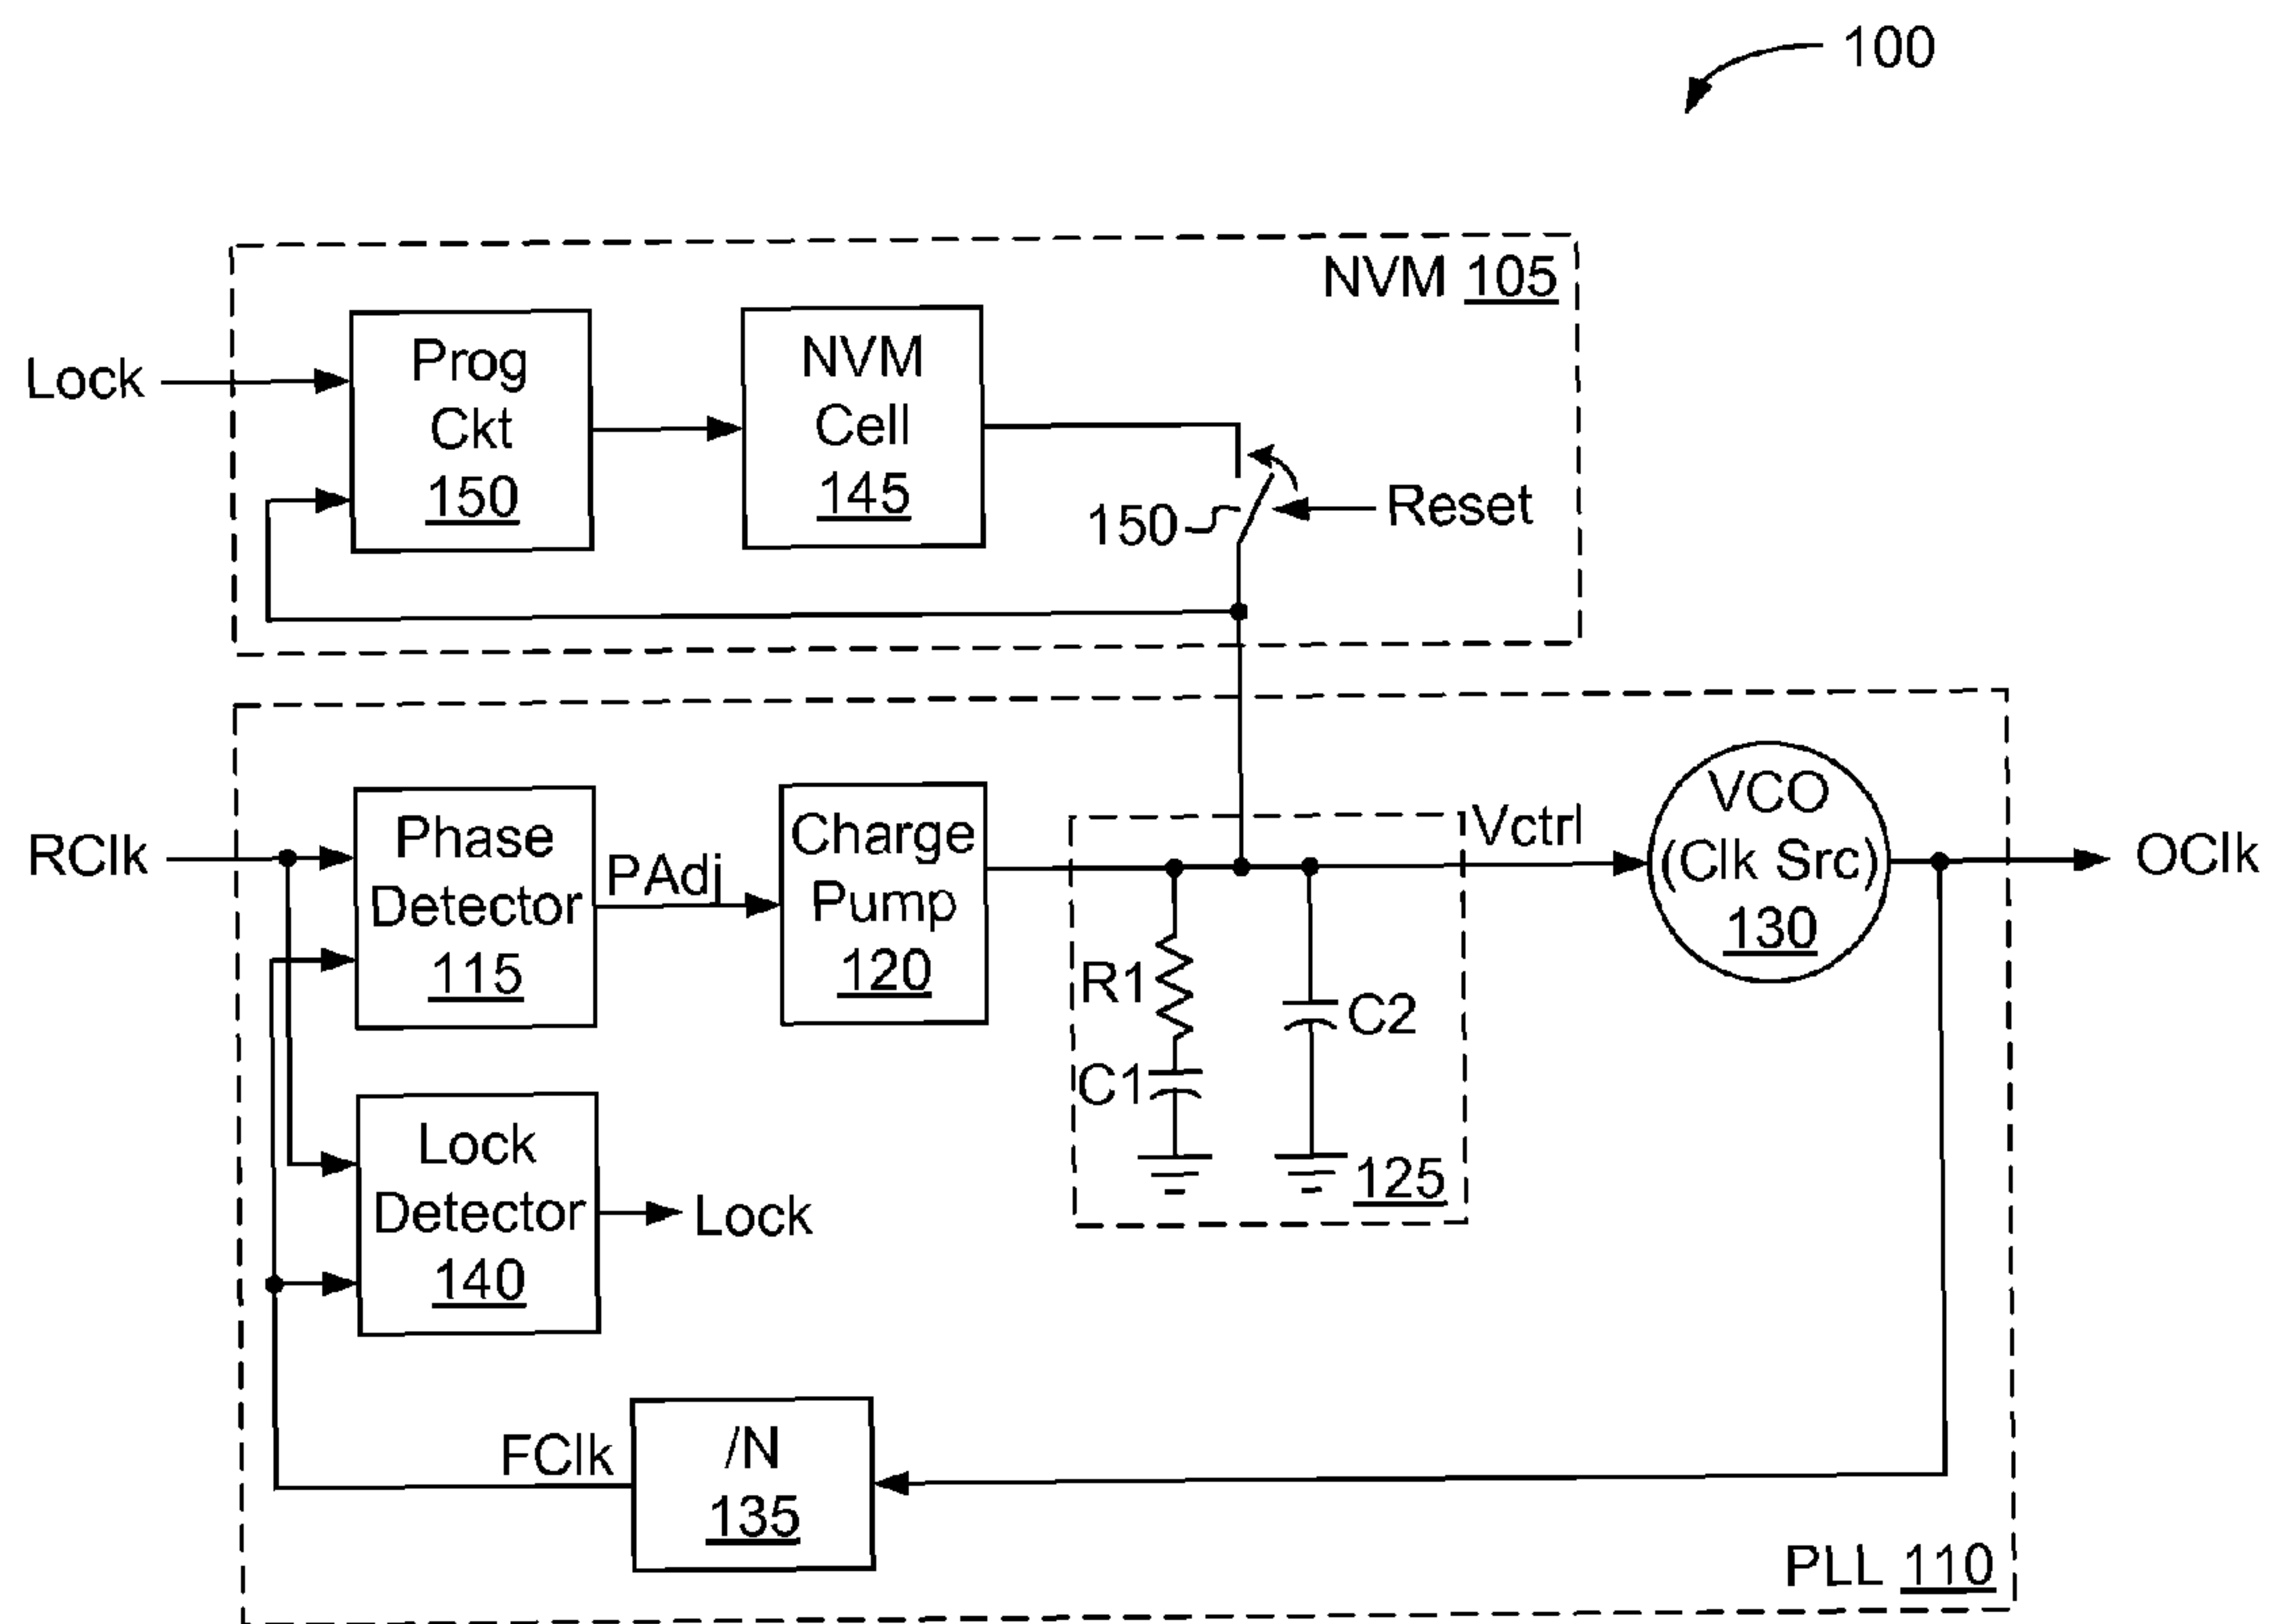 100
NVM 105
Lock
Prog
Ckt
150
NVM
Cell
145
150
Reset
RClk
Phase
Detector
115
PAdj
Charge
Pump
120
Vctrl
VCO
(Clk Src)
130
OClk
R1
C1
C2
125
Lock
Detector
140
Lock
FClk
/N
135
PLL 110